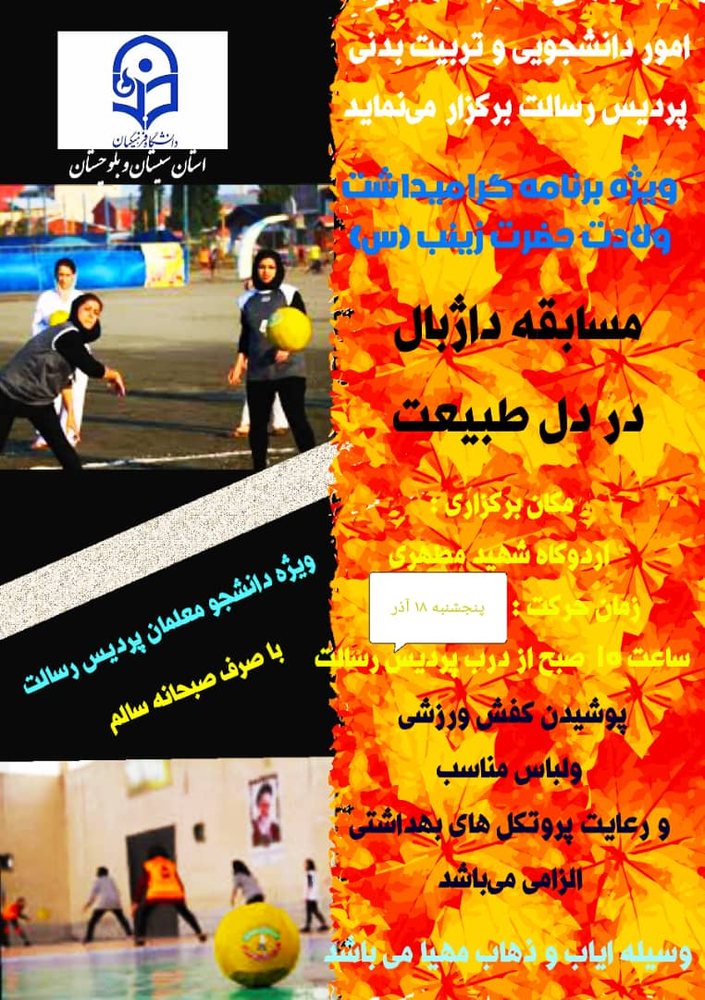 امور دانشجویی و تربیت بدنی
پردیس رسالت برگزار می‌نماید
ویژه برنامه گرامیداشت
ولادت حضرت زینب (س)
مسابقه داژبال
در دل طبیعت
مکان برگزاری :
اردوگاه شهید مطهری
زمان حرکت :
پنجشنبه ۱۸ آذر
ساعت ۱۰ صبح از درب پردیس رسالت
پوشیدن کفش ورزشی
ولباس مناسب
و رعایت پروتکل های بهداشتی
الزامی می‌باشد
وسیله ایاب و ذهاب مهیا می باشد
دانشگاه فرهنگیان
استان سیستان و بلوچستان
ویژه دانشجو معلمان پردیس رسالت
با صرف صبحانه سالم